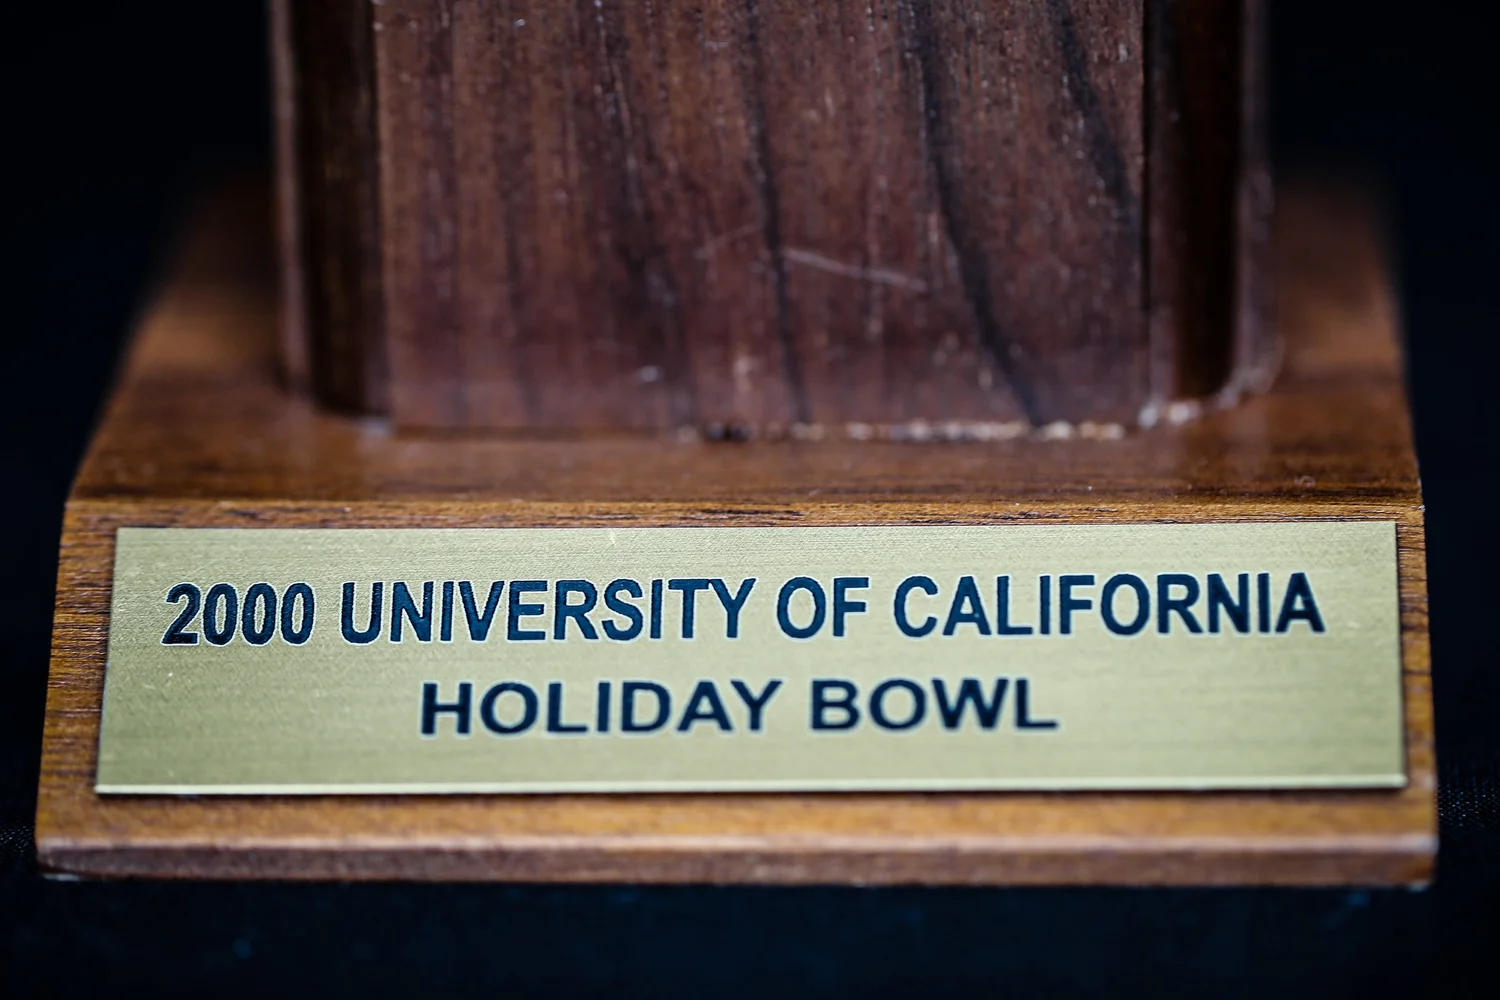 2000 UNIVERSITY OF CALIFORNIA
HOLIDAY BOWL